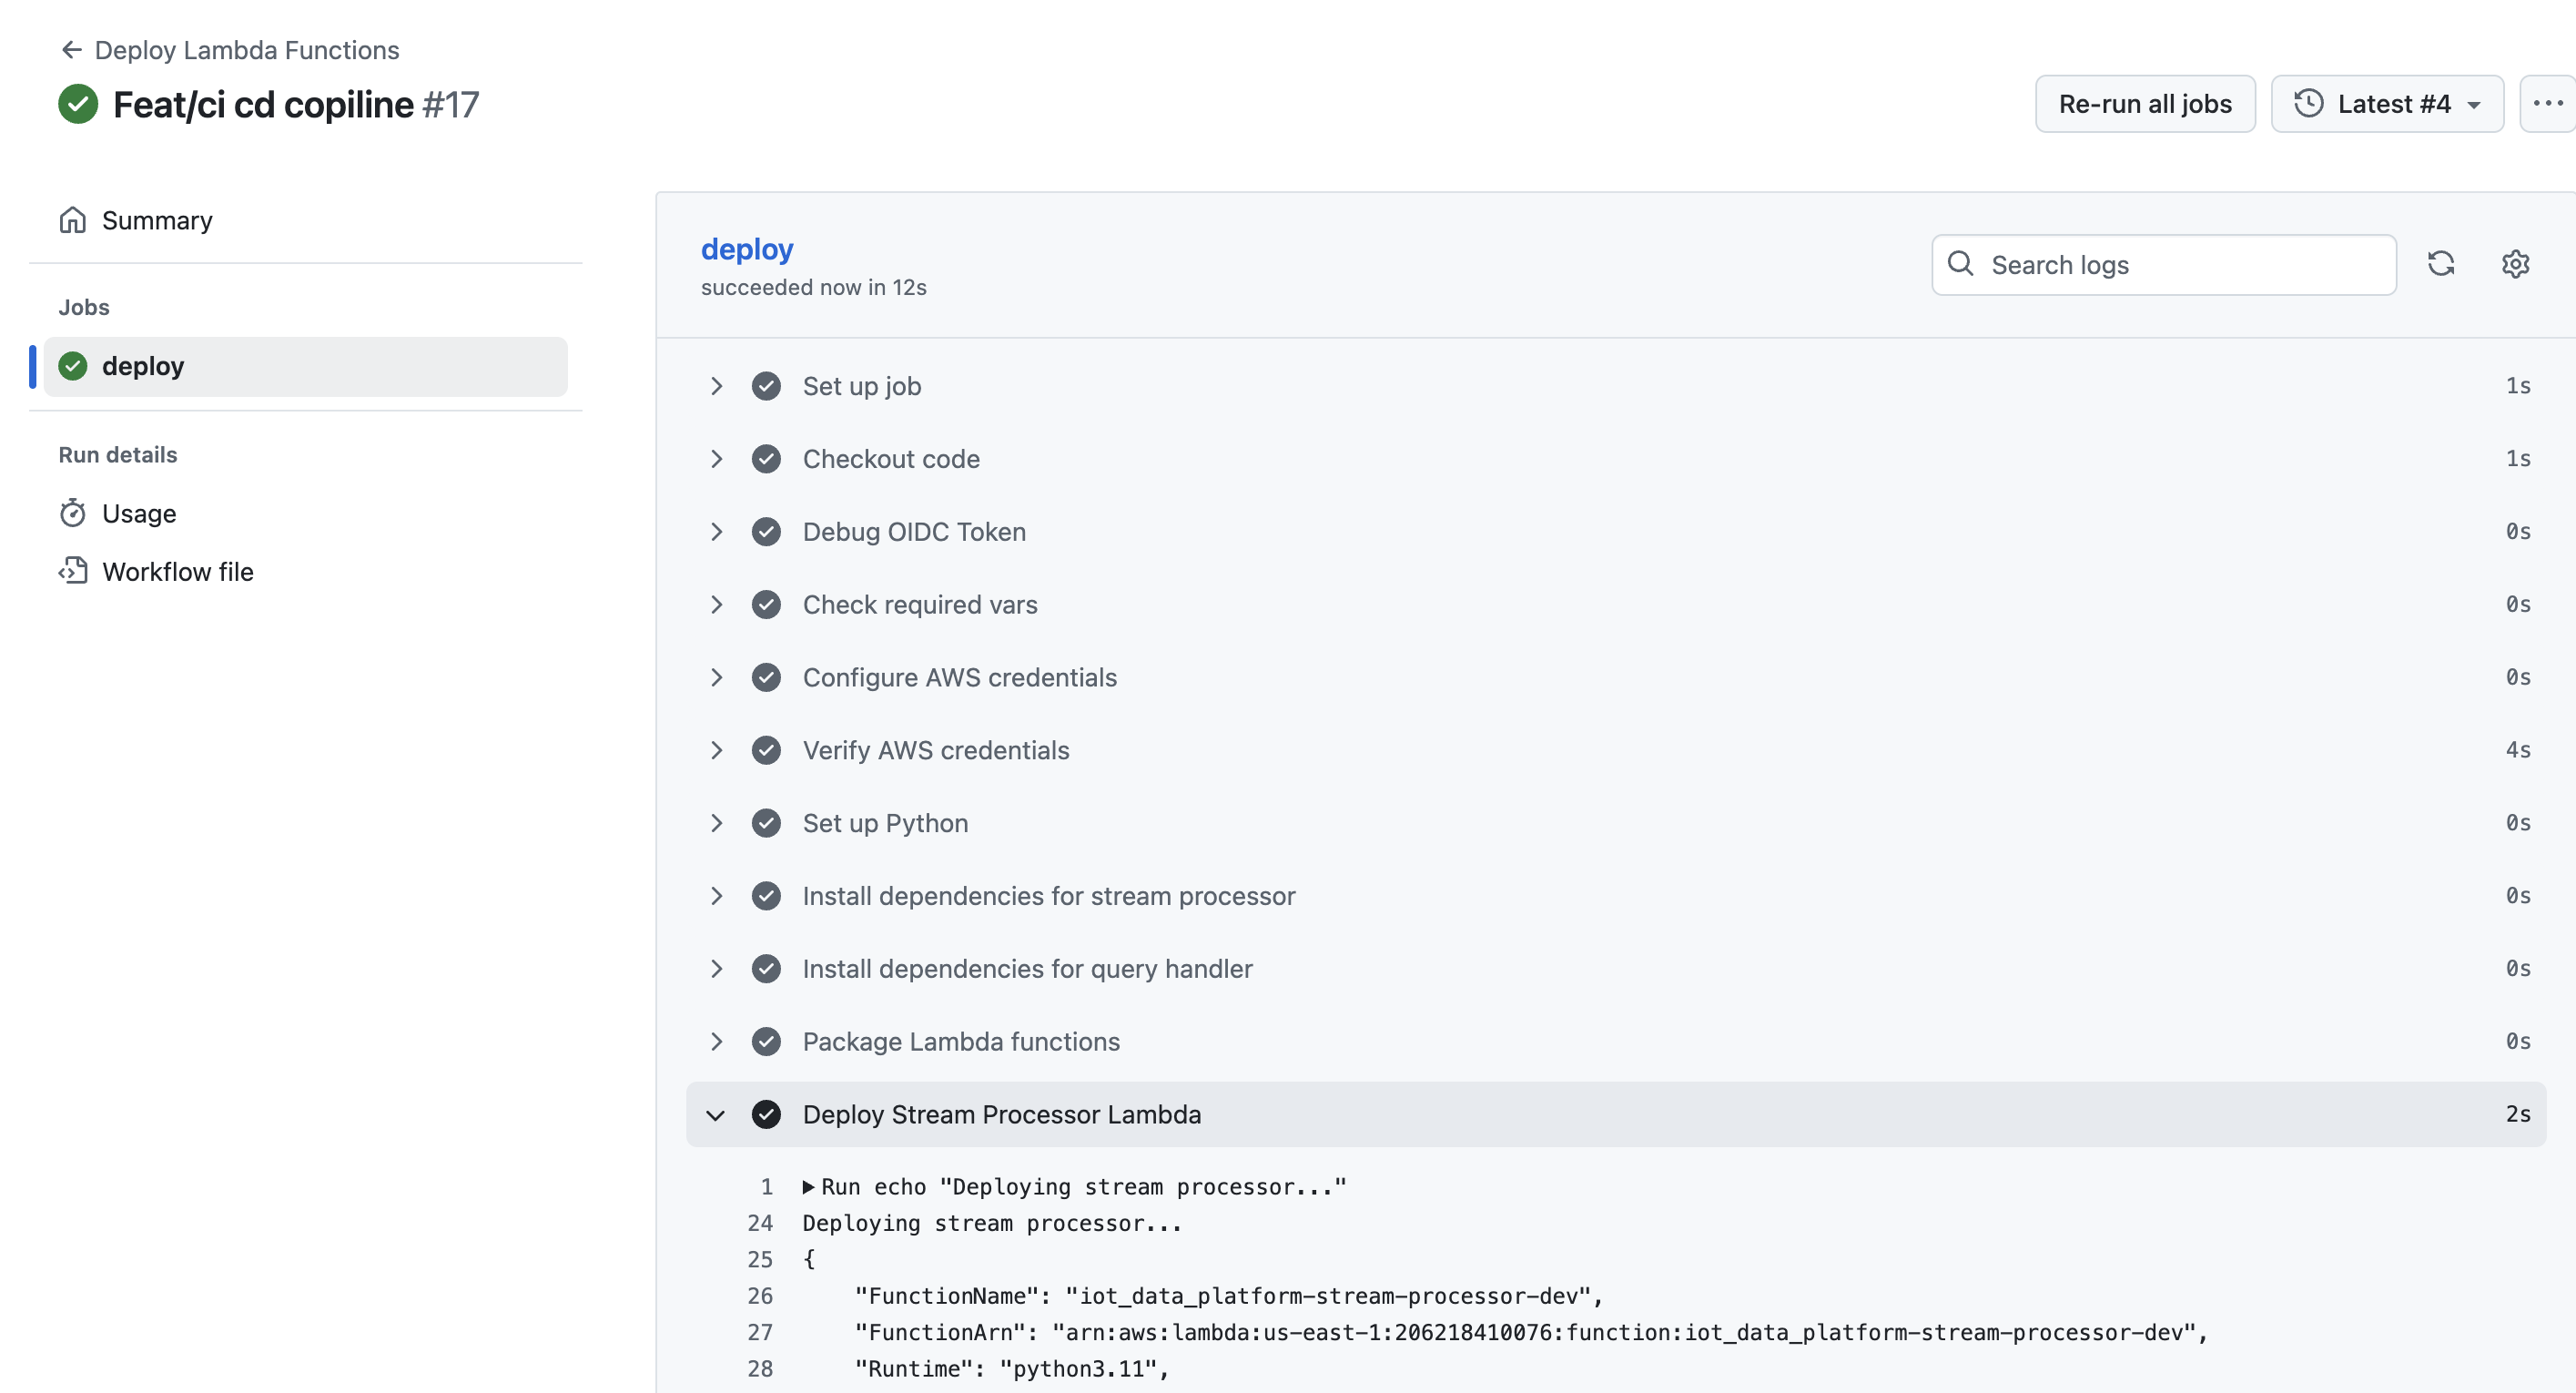 Deploy Lambda Functions
Feat/ci cd copiline #17
Re-run all jobs
Latest #4
Summary
Jobs
deploy
Run details
Usage
Workflow file
deploy
succeeded now in 12s
Search logs
Set up job 1s
Checkout code 1s
Debug OIDC Token 0s
Check required vars 0s
Configure AWS credentials 0s
Verify AWS credentials 4s
Set up Python 0s
Install dependencies for stream processor 0s
Install dependencies for query handler 0s
Package Lambda functions 0s
Deploy Stream Processor Lambda 2s
1 Run echo "Deploying stream processor..."
24 Deploying stream processor...
25 {
26 "FunctionName": "iot_data_platform-stream-processor-dev",
27 "FunctionArn": "arn:aws:lambda:us-east-1:206218410076:function:iot_data_platform-stream-processor-dev",
28 "Runtime": "python3.11",